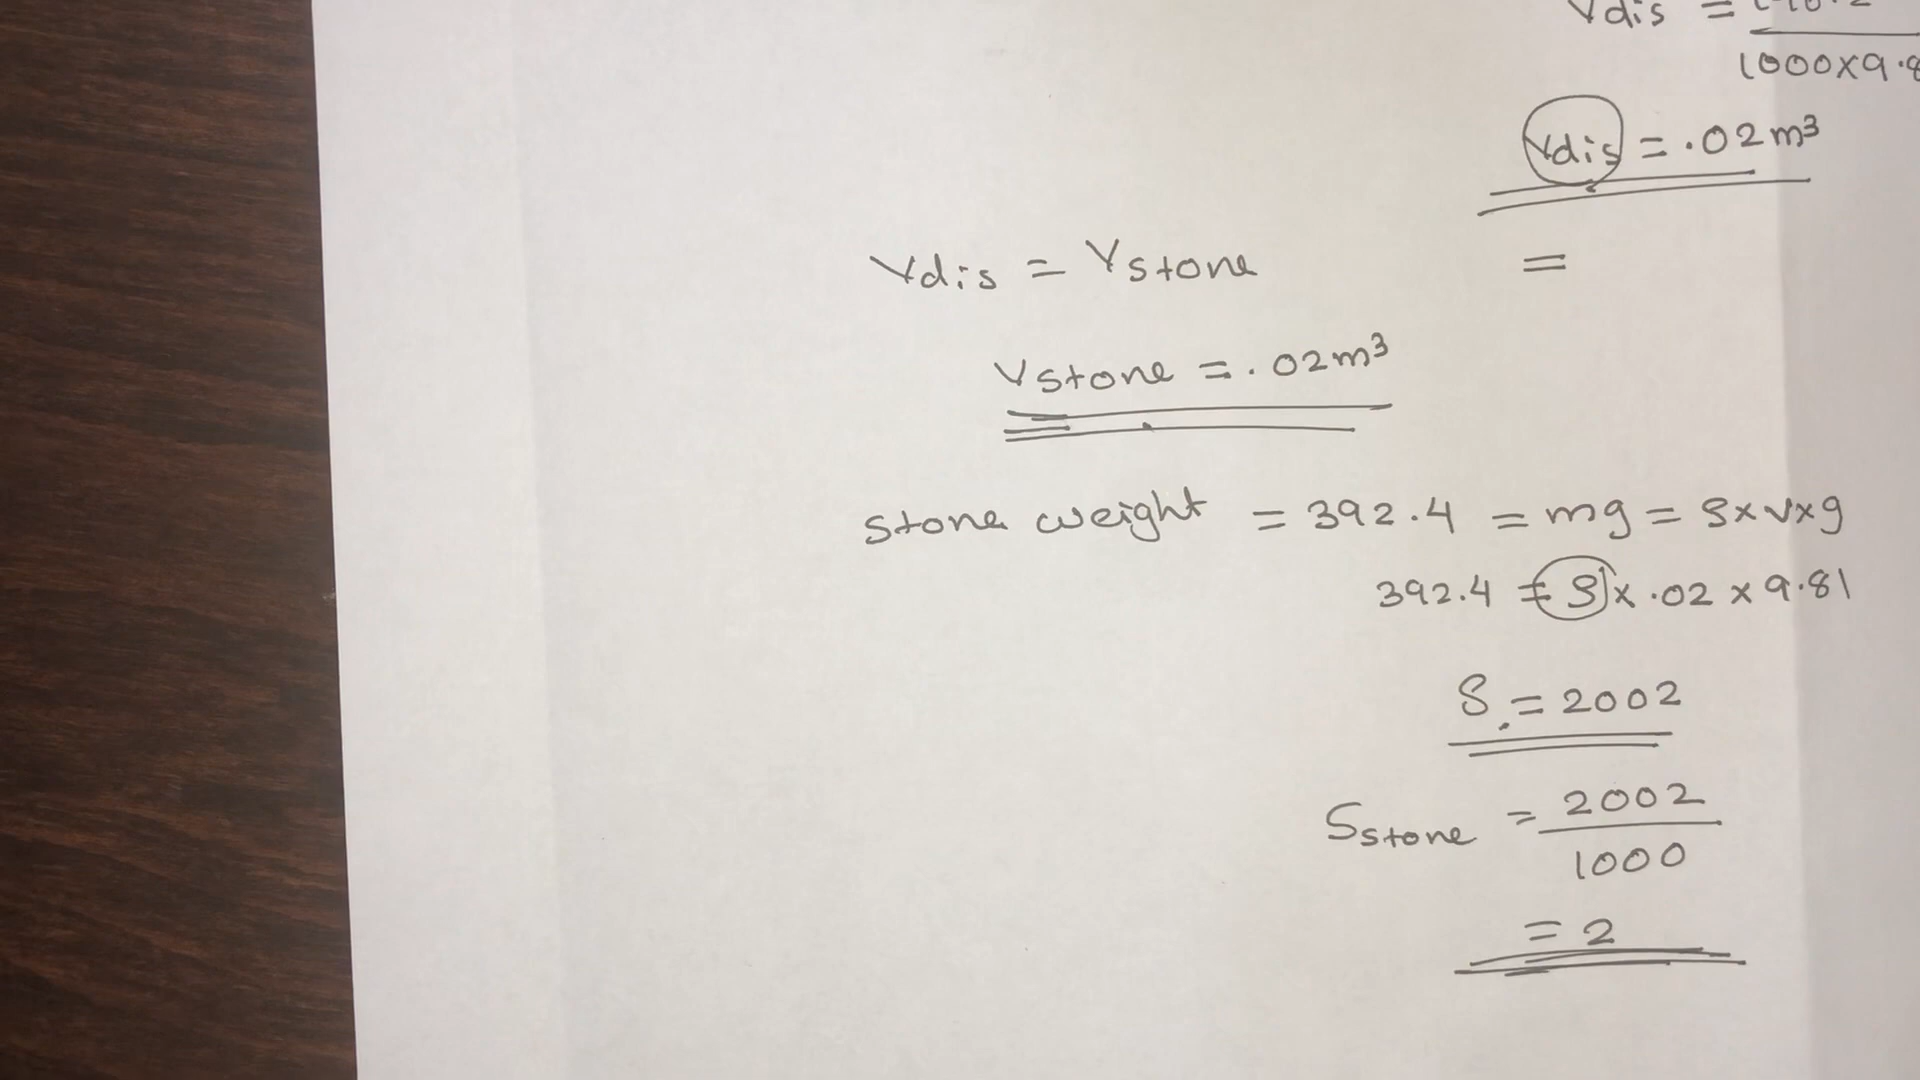 Vdis =
1000×9.8
Vdis = .02m³
Vdis = Vstone
=
Vstone = .02m³
Stone weight = 392.4 = mg = ρ×v×g
392.4 = ρ × .02 × 9.81
ρ = 2002
Sstone = 2002
1000
= 2